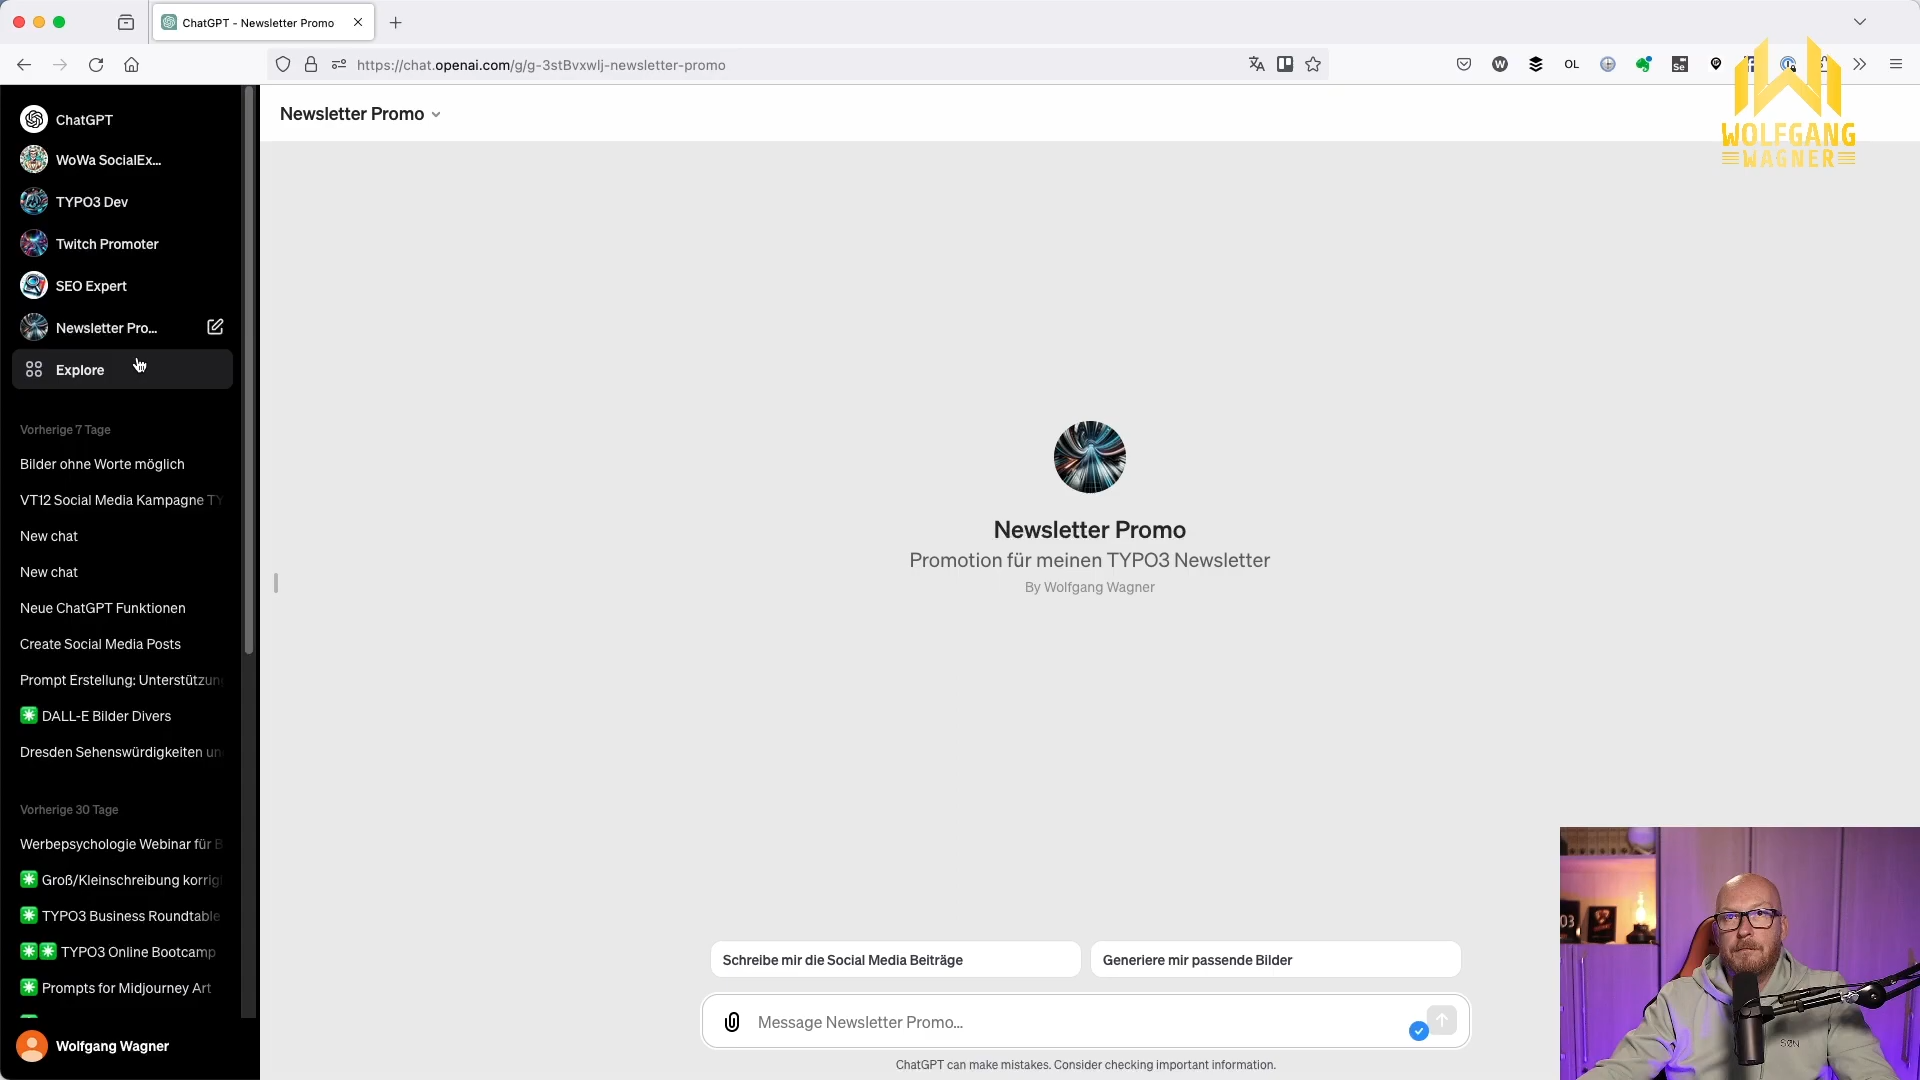 ChatGPT - Newsletter Promo
https://chat.openai.com/g/g-3stBvxwlj-newsletter-promo
OL
Se
ChatGPT
WoWa SocialEx...
TYPO3 Dev
Twitch Promoter
SEO Expert
Newsletter Pro...
Explore
Vorherige 7 Tage
Bilder ohne Worte möglich
VT12 Social Media Kampagne TY
New chat
New chat
Neue ChatGPT Funktionen
Create Social Media Posts
Prompt Erstellung: Unterstützun
DALL-E Bilder Divers
Dresden Sehenswürdigkeiten un
Vorherige 30 Tage
Werbepsychologie Webinar für B
Groß/Kleinschreibung korrig
TYPO3 Business Roundtable
TYPO3 Online Bootcamp
Prompts for Midjourney Art
Wolfgang Wagner
Newsletter Promo
WOLFGANG
WAGNER
Newsletter Promo
Promotion für meinen TYPO3 Newsletter
By Wolfgang Wagner
Schreibe mir die Social Media Beiträge
Generiere mir passende Bilder
Message Newsletter Promo...
ChatGPT can make mistakes. Consider checking important information.